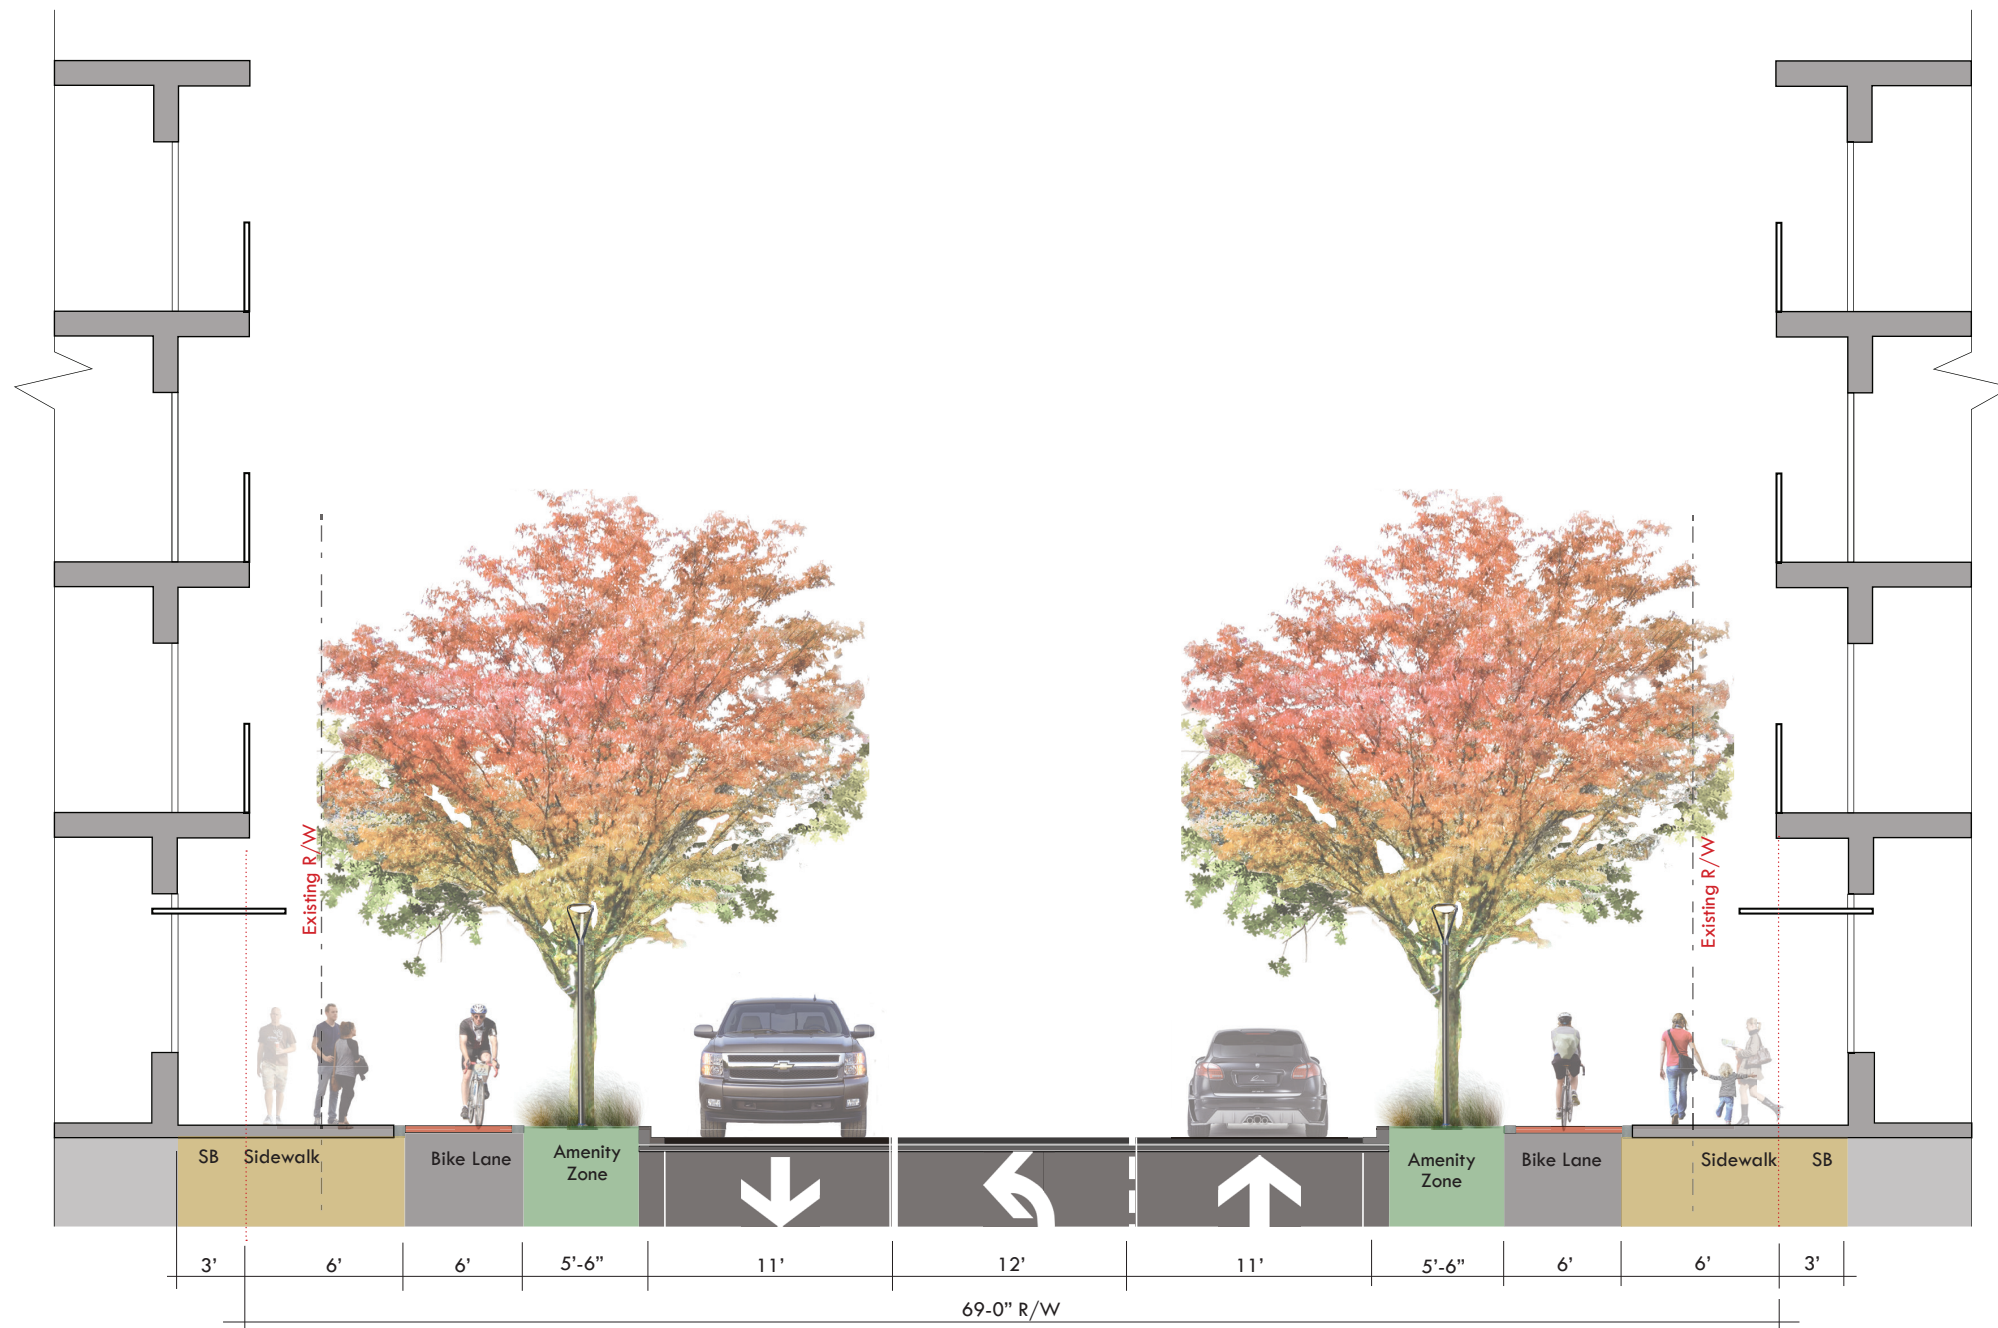 Existing R/W
Existing R/W
SB
Sidewalk
Bike Lane
Amenity
Zone
Amenity
Zone
Bike Lane
Sidewalk
SB
3’
6’
6’
5’-6”
11’
12’
11’
5’-6”
6’
6’
3’
69-0” R/W